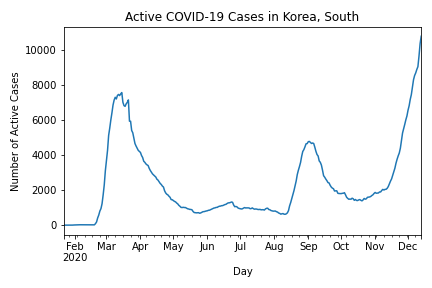 Active COVID-19 Cases in Korea, South
Number of Active Cases
10000
8000
6000
4000
2000
0
Feb Mar Apr May Jun Jul Aug Sep Oct Nov Dec
2020
Day